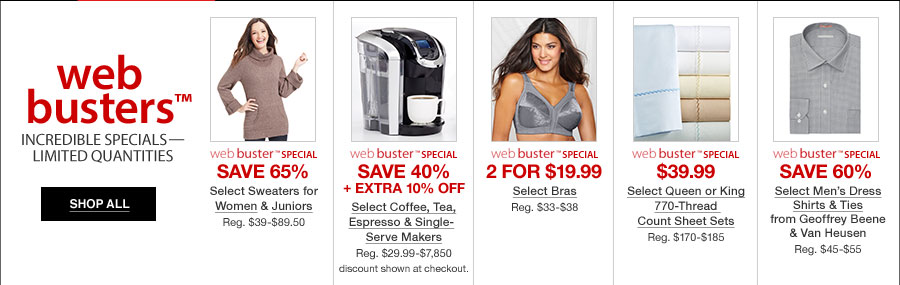 web
busters™
INCREDIBLE SPECIALS—
LIMITED QUANTITIES
SHOP ALL
web buster™ SPECIAL
SAVE 65%
Select Sweaters for
Women & Juniors
Reg. $39-$89.50
web buster™ SPECIAL
SAVE 40%
+ EXTRA 10% OFF
Select Coffee, Tea,
Espresso & Single-
Serve Makers
Reg. $29.99-$7,850
discount shown at checkout.
web buster™ SPECIAL
2 FOR $19.99
Select Bras
Reg. $33-$38
web buster™ SPECIAL
$39.99
Select Queen or King
770-Thread
Count Sheet Sets
Reg. $170-$185
web buster™ SPECIAL
SAVE 60%
Select Men's Dress
Shirts & Ties
from Geoffrey Beene
& Van Heusen
Reg. $45-$55